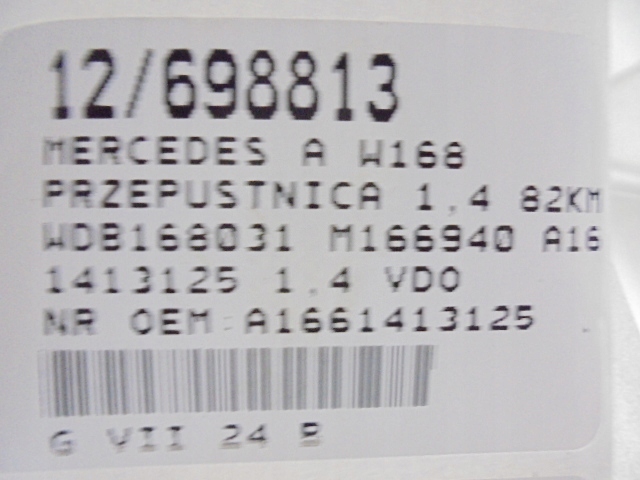 12/698813
MERCEDES A W168
PRZEPUSTNICA 1,4 82KM
WDB168031 M166940 A16
1413125 1.4 VDO
NR OEM:A1661413125
G VII 24 B